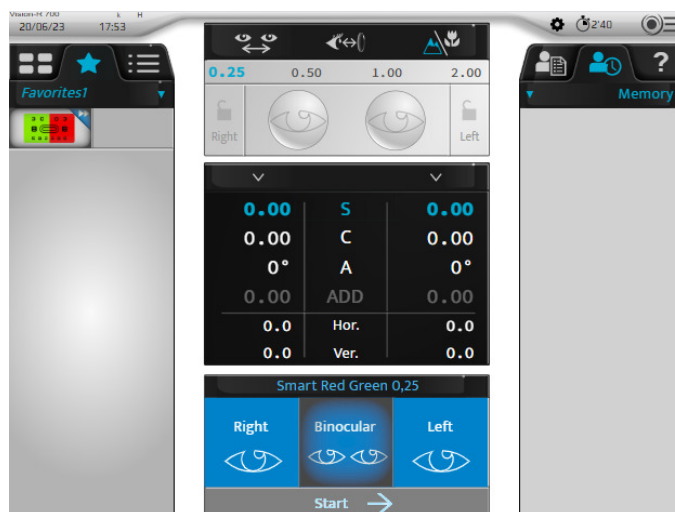 Vision-R 700
20/06/23 17:53
2'40
Favorites1
Memory
?
0.25 0.50 1.00 2.00
Right Left
0.00 S 0.00
0.00 C 0.00
0° A 0°
0.00 ADD 0.00
0.0 Hor. 0.0
0.0 Ver. 0.0
Smart Red Green 0,25
Right Binocular Left
Start